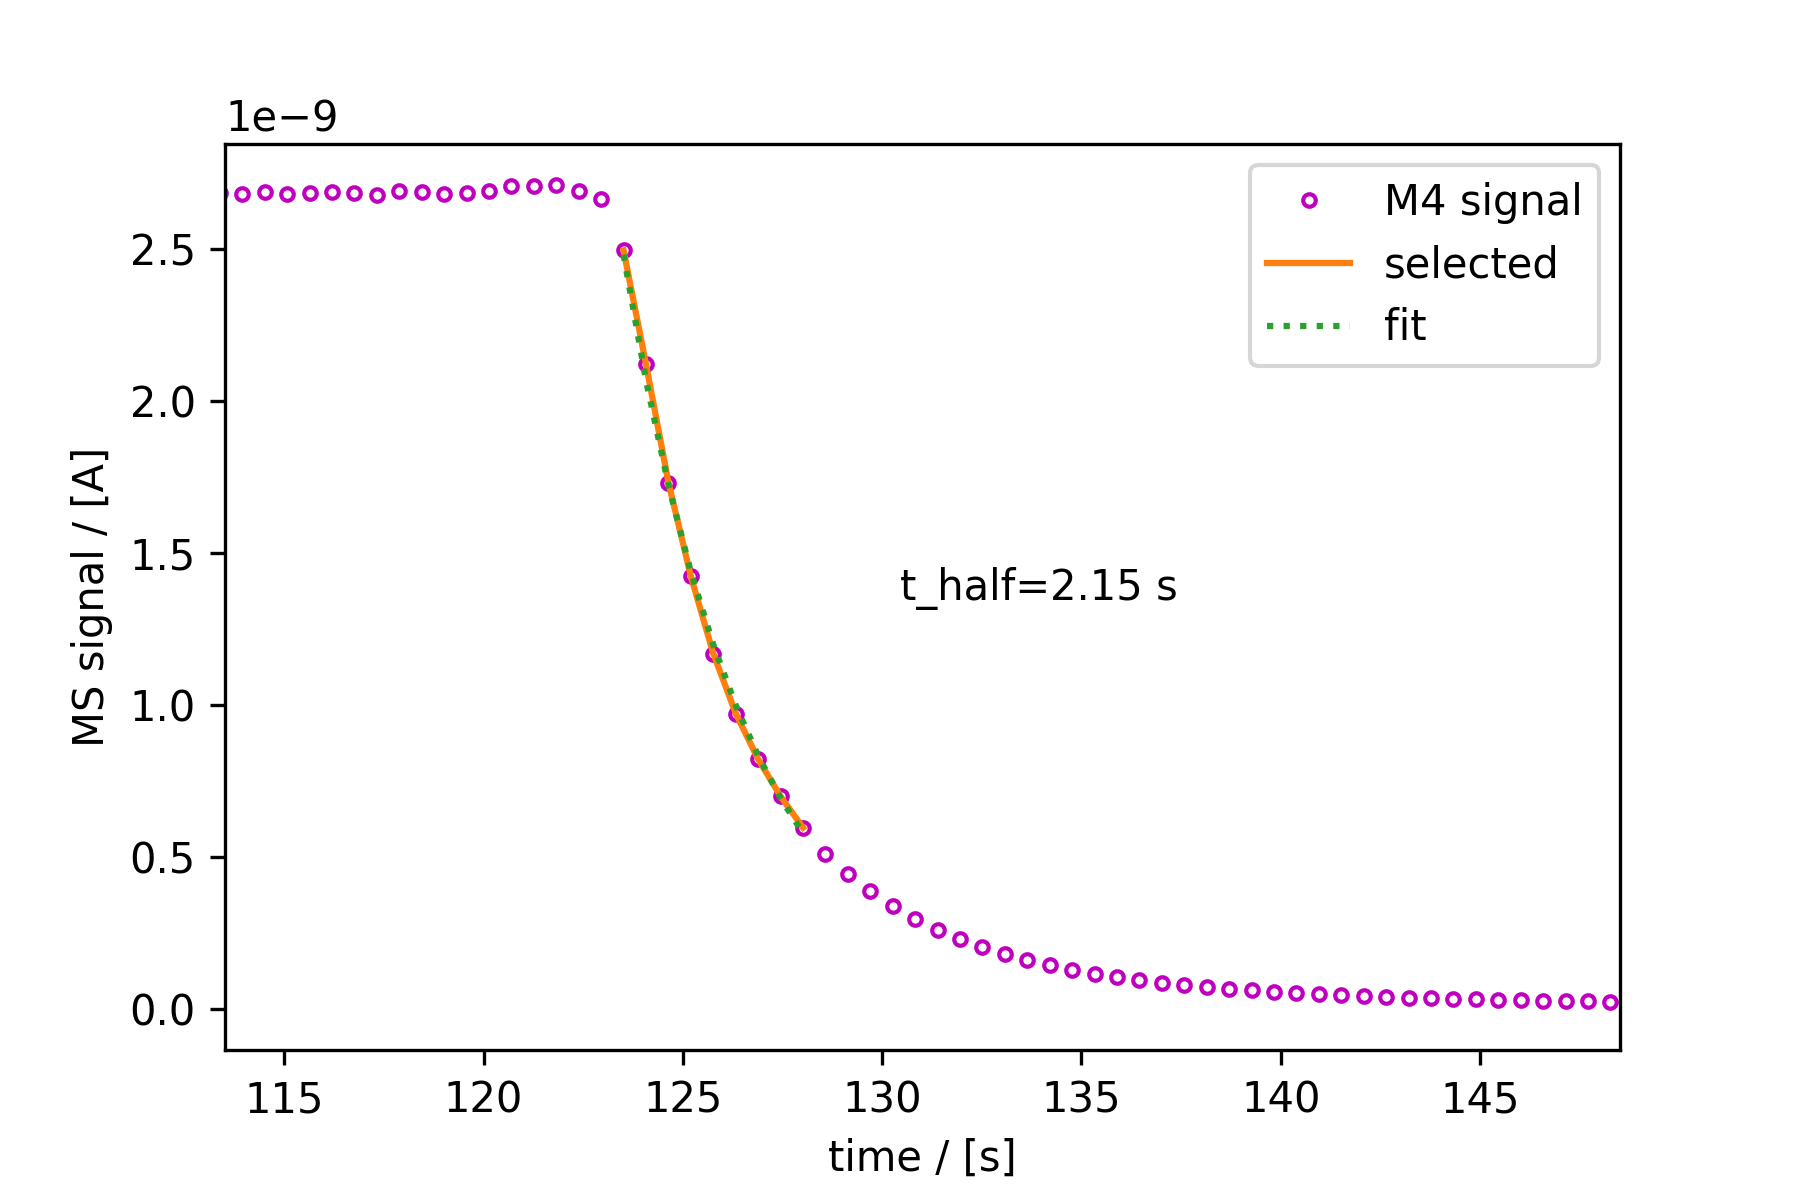 1e−9
M4 signal
selected
fit
2.5
2.0
1.5
1.0
0.5
0.0
MS signal / [A]
t_half=2.15 s
115 120 125 130 135 140 145
time / [s]